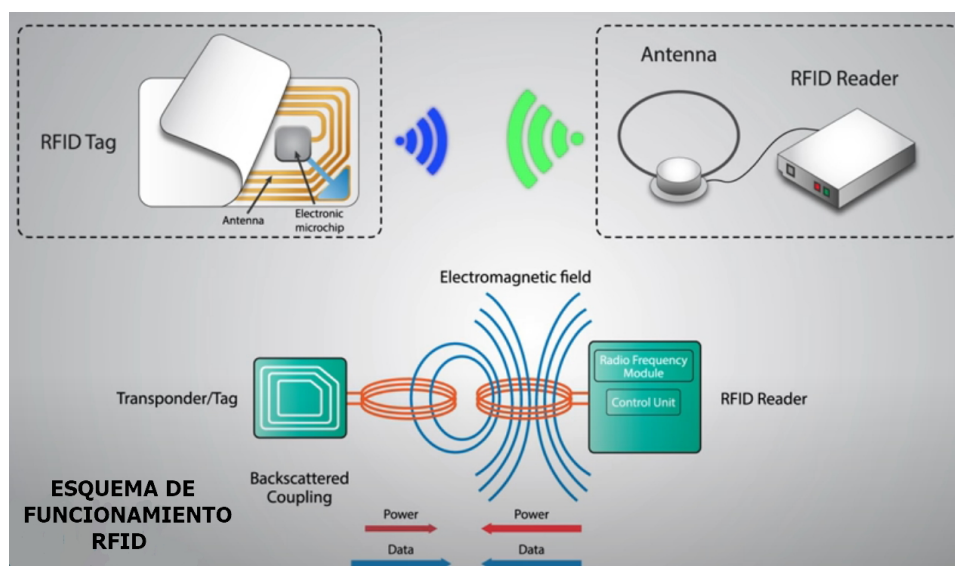 Antenna
RFID Reader
RFID Tag
Antenna
Electronic
microchip
Electromagnetic field
Radio Frequency
Module
Control Unit
Transponder/Tag
RFID Reader
Backscattered
Coupling
ESQUEMA DE
FUNCIONAMIENTO
RFID
Power
Power
Data
Data